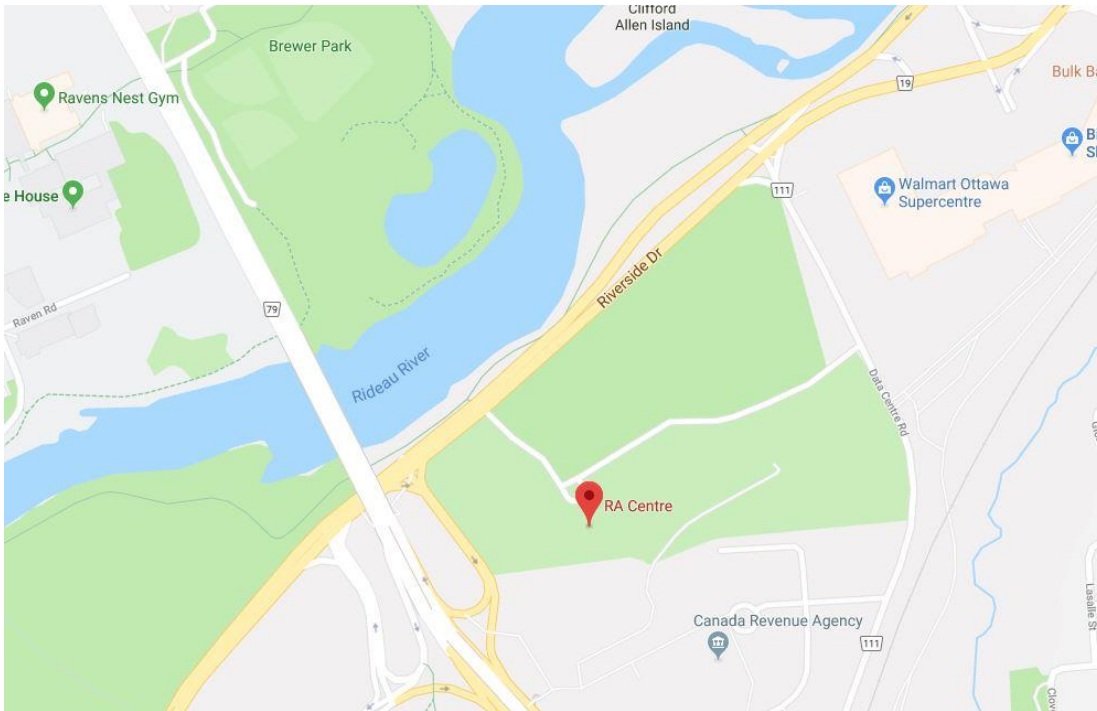 Clifford
Allen Island
Brewer Park
Ravens Nest Gym
19
Bulk
111
Walmart Ottawa
Supercentre
e House
Riverside Dr
Raven Rd
79
Rideau River
Data Centre Rd
RA Centre
Lasalle St
Canada Revenue Agency
111